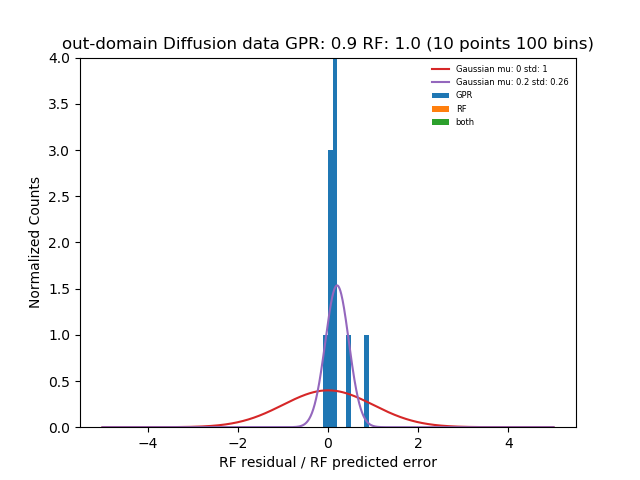 out-domain Diffusion data GPR: 0.9 RF: 1.0 (10 points 100 bins)
Gaussian mu: 0 std: 1
Gaussian mu: 0.2 std: 0.26
GPR
RF
both
Normalized Counts
4.0
3.5
3.0
2.5
2.0
1.5
1.0
0.5
0.0
−4 −2 0 2 4
RF residual / RF predicted error